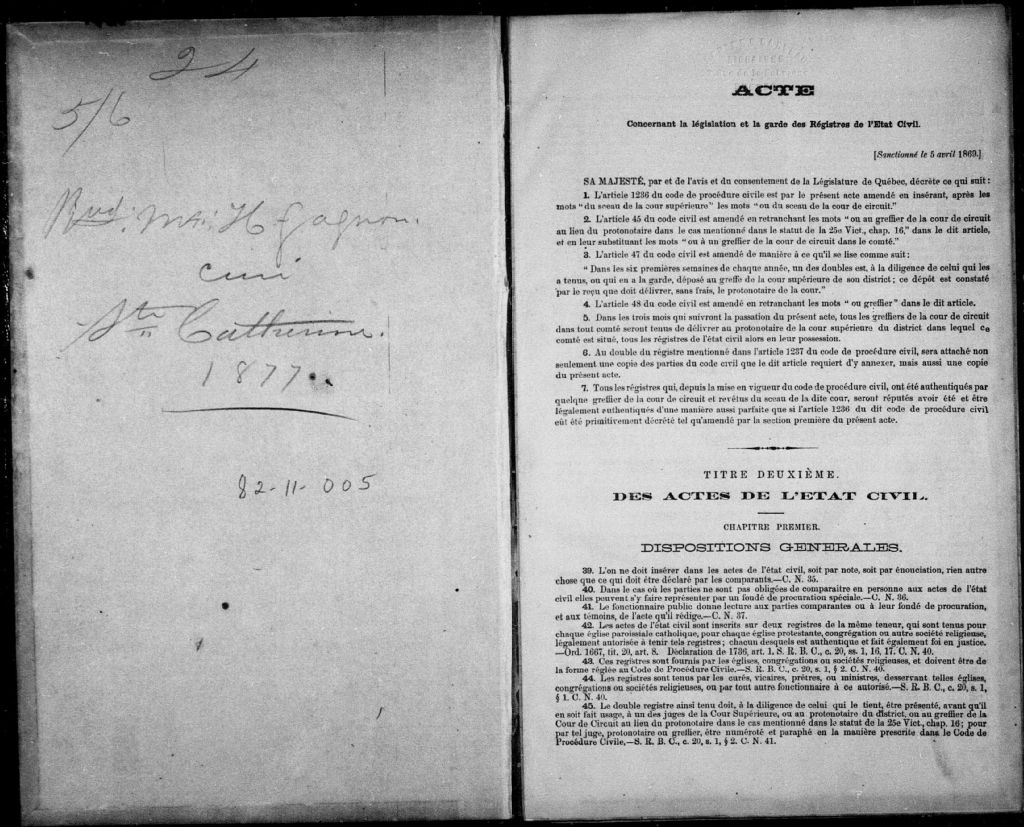 24
5/6
Rvd. Mr. H Gagnon.
curé
Ste Catherine.
1877
82-11-005
ACTE
Concernant la législation et la garde des Régistres de l'Etat Civil.
[Sanctionné le 5 avril 1869.]
SA MAJESTÉ, par et de l'avis et du consentement de la Législature de Québec, décrète ce qui suit :
1. L'article 1236 du code de procédure civile est par le présent acte amendé en insérant, après les
mots "du sceau de la cour supérieure" les mots "ou du sceau de la cour de circuit."
2. L'article 45 du code civil est amendé en retranchant les mots "ou au greffier de la cour de circuit
au lieu du protonotaire dans le cas mentionné dans le statut de la 25e Vict., chap. 16," dans le dit article,
et en leur substituant les mots "ou à un greffier de la cour de circuit dans le comté."
3. L'article 47 du code civil est amendé de manière à ce qu'il se lise comme suit :
"Dans les six premières semaines de chaque année, un des doubles est, à la diligence de celui qui les
a tenus, ou qui en a la garde, déposé au greffe de la cour supérieure de son district ; ce dépôt est constaté
par le reçu que doit délivrer, sans frais, le protonotaire de la cour."
4. L'article 48 du code civil est amendé en retranchant les mots " ou greffier" dans le dit article.
5. Dans les trois mois qui suivront la passation du présent acte, tous les greffiers de la cour de circuit
dans tout comté seront tenus de délivrer au protonotaire de la cour supérieure du district dans lequel ce
comté est situé, tous les régistres de l'état civil alors en leur possession.
6. Au double du régistre mentionné dans l'article 1237 du code de procédure civil, sera attaché non
seulement une copie des parties du code civil que le dit article requiert d'y annexer, mais aussi une copie
du présent acte.
7. Tous les régistres qui, depuis la mise en vigueur du code de procédure civil, ont été authentiqués par
quelque greffier de la cour de circuit et revêtus du sceau de la dite cour, seront réputés avoir été et être
légalement authentiqués d'une manière aussi parfaite que si l'article 1236 du dit code de procédure civil
eût été primitivement décrété tel qu'amendé par la section première du présent acte.
TITRE DEUXIÈME.
DES ACTES DE L'ETAT CIVIL.
CHAPITRE PREMIER.
DISPOSITIONS GENERALES.
39. L'on ne doit insérer dans les actes de l'état civil, soit par note, soit par énonciation, rien autre
chose que ce qui doit être déclaré par les comparants.—C. N. 35.
40. Dans le cas où les parties ne sont pas obligées de comparaitre en personne aux actes de l'état
civil elles peuvent s'y faire représenter par un fondé de procuration spéciale.—C. N. 36.
41. Le fonctionnaire public donne lecture aux parties comparantes ou à leur fondé de procuration,
et aux témoins, de l'acte qu'il rédige.—C. N. 37.
42. Les actes de l'état civil sont inscrits sur deux registres de la même teneur, qui sont tenus pour
chaque église paroissiale catholique, pour chaque église protestante, congrégation ou autre société religieuse,
légalement autorisée à tenir tels registres ; chacun desquels est authentique et fait également foi en justice.
—Ord. 1667, tit. 20, art. 8. Déclaration de 1736, art. 1. S. R. B. C., c. 20, ss. 1, 16, 17. C. N. 40.
43. Ces registres sont fournis par les églises, congrégations ou sociétés religieuses, et doivent être de
la forme réglée au Code de Procédure Civile.—S. R. B. C., c. 20, s. 1, § 2. C. N. 40.
44. Les registres sont tenus par les curés, vicaires, prêtres, ou ministres, desservant telles églises,
congrégations ou sociétés religieuses, ou par tout autre fonctionnaire à ce autorisé.—S. R. B. C., c. 20, s. 1,
§ 1. C. N. 40.
45. Le double registre ainsi tenu doit, à la diligence de celui qui le tient, être présenté, avant qu'il
en soit fait usage, à un des juges de la Cour Supérieure, ou au protonotaire du district, ou au greffier de la
Cour de Circuit au lieu du protonotaire dans le cas mentionné dans le statut de la 25e Vict., chap. 16 ; pour
par tel juge, protonotaire ou greffier, être numéroté et paraphé en la manière prescrite dans le Code de
Procédure Civile.—S. R. B. C., c. 20, s. 1, § 2. C. N. 41.